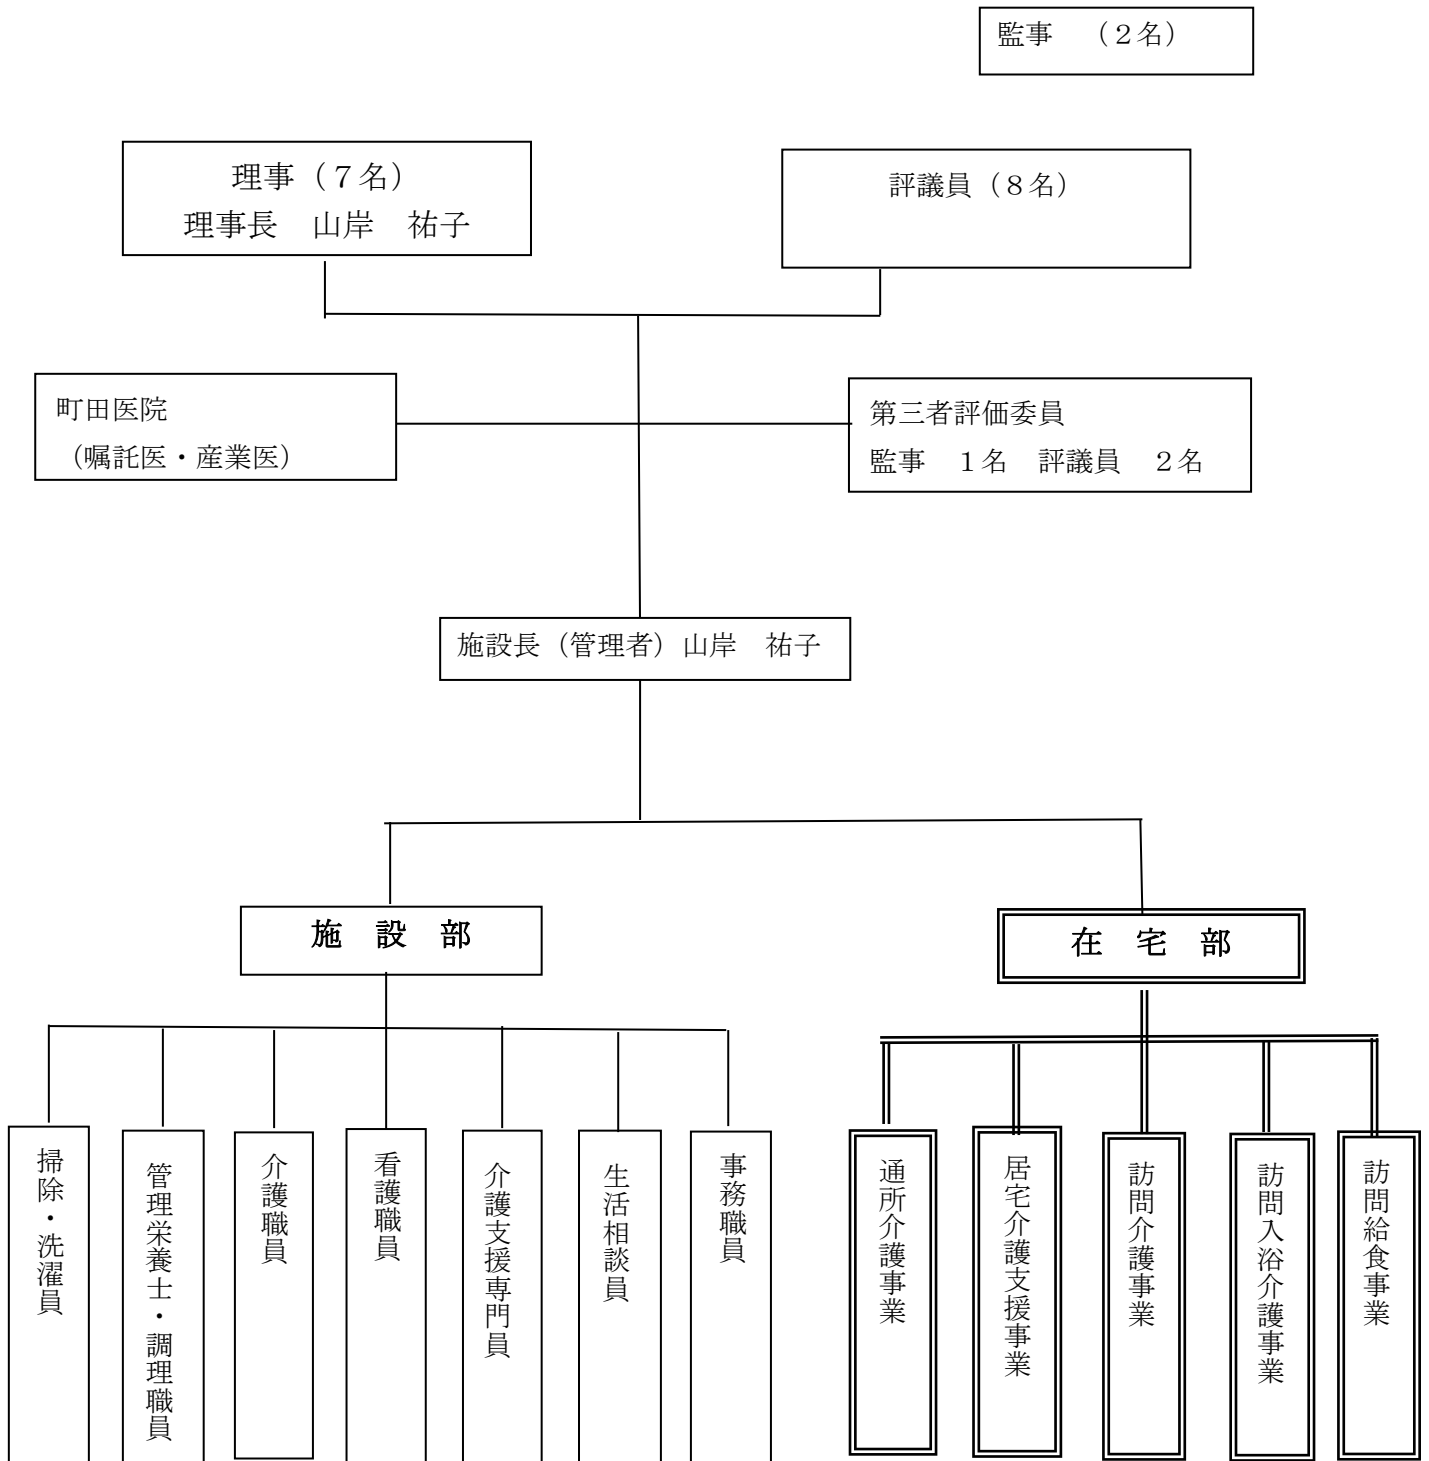 監事　（２名）
理事（７名）
理事長　山岸　祐子
評議員（８名）
町田医院
（嘱託医・産業医）
第三者評価委員
監事　１名　評議員　２名
施設長（管理者）山岸　祐子
施　設　部
在　宅　部
掃除・洗濯員
管理栄養士・調理職員
介護職員
看護職員
介護支援専門員
生活相談員
事務職員
通所介護事業
居宅介護支援事業
訪問介護事業
訪問入浴介護事業
訪問給食事業